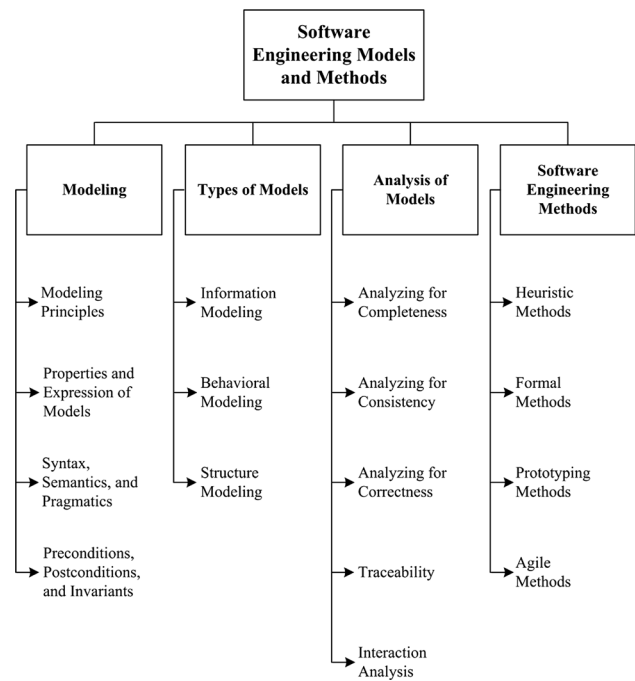 Software
Engineering Models
and Methods
Modeling
Types of Models
Analysis of
Models
Software
Engineering
Methods
Modeling
Principles
Properties and
Expression of
Models
Syntax,
Semantics, and
Pragmatics
Preconditions,
Postconditions,
and Invariants
Information
Modeling
Behavioral
Modeling
Structure
Modeling
Analyzing for
Completeness
Analyzing for
Consistency
Analyzing for
Correctness
Traceability
Interaction
Analysis
Heuristic
Methods
Formal
Methods
Prototyping
Methods
Agile
Methods